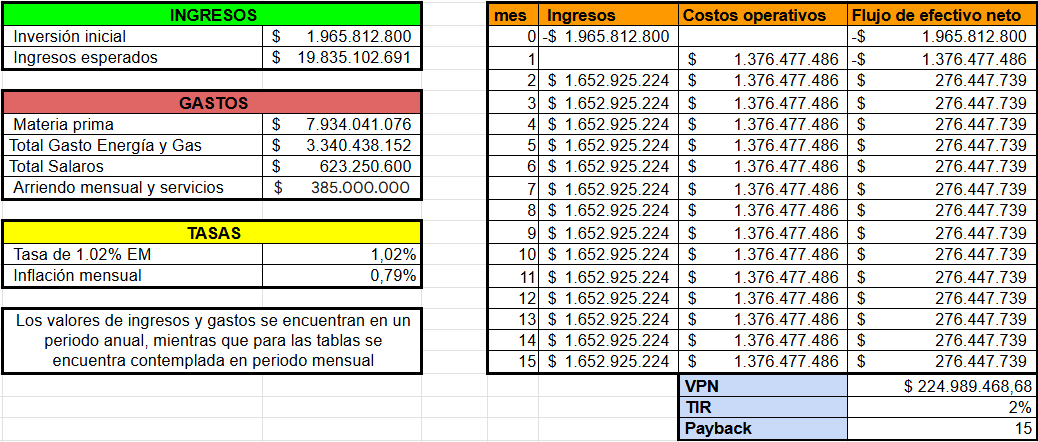 INGRESOS
Inversión inicial $ 1.965.812.800
Ingresos esperados $ 19.835.102.691
GASTOS
Materia prima $ 7.934.041.076
Total Gasto Energía y Gas $ 3.340.438.152
Total Salaros $ 623.250.600
Arriendo mensual y servicios $ 385.000.000
TASAS
Tasa de 1.02% EM 1,02%
Inflación mensual 0,79%
Los valores de ingresos y gastos se encuentran en un
periodo anual, mientras que para las tablas se
encuentra contemplada en periodo mensual
mes Ingresos Costos operativos Flujo de efectivo neto
0 -$ 1.965.812.800 -$ 1.965.812.800
1 $ 1.376.477.486 -$ 1.376.477.486
2 $ 1.652.925.224 $ 1.376.477.486 $ 276.447.739
3 $ 1.652.925.224 $ 1.376.477.486 $ 276.447.739
4 $ 1.652.925.224 $ 1.376.477.486 $ 276.447.739
5 $ 1.652.925.224 $ 1.376.477.486 $ 276.447.739
6 $ 1.652.925.224 $ 1.376.477.486 $ 276.447.739
7 $ 1.652.925.224 $ 1.376.477.486 $ 276.447.739
8 $ 1.652.925.224 $ 1.376.477.486 $ 276.447.739
9 $ 1.652.925.224 $ 1.376.477.486 $ 276.447.739
10 $ 1.652.925.224 $ 1.376.477.486 $ 276.447.739
11 $ 1.652.925.224 $ 1.376.477.486 $ 276.447.739
12 $ 1.652.925.224 $ 1.376.477.486 $ 276.447.739
13 $ 1.652.925.224 $ 1.376.477.486 $ 276.447.739
14 $ 1.652.925.224 $ 1.376.477.486 $ 276.447.739
15 $ 1.652.925.224 $ 1.376.477.486 $ 276.447.739
VPN $ 224.989.468,68
TIR 2%
Payback 15